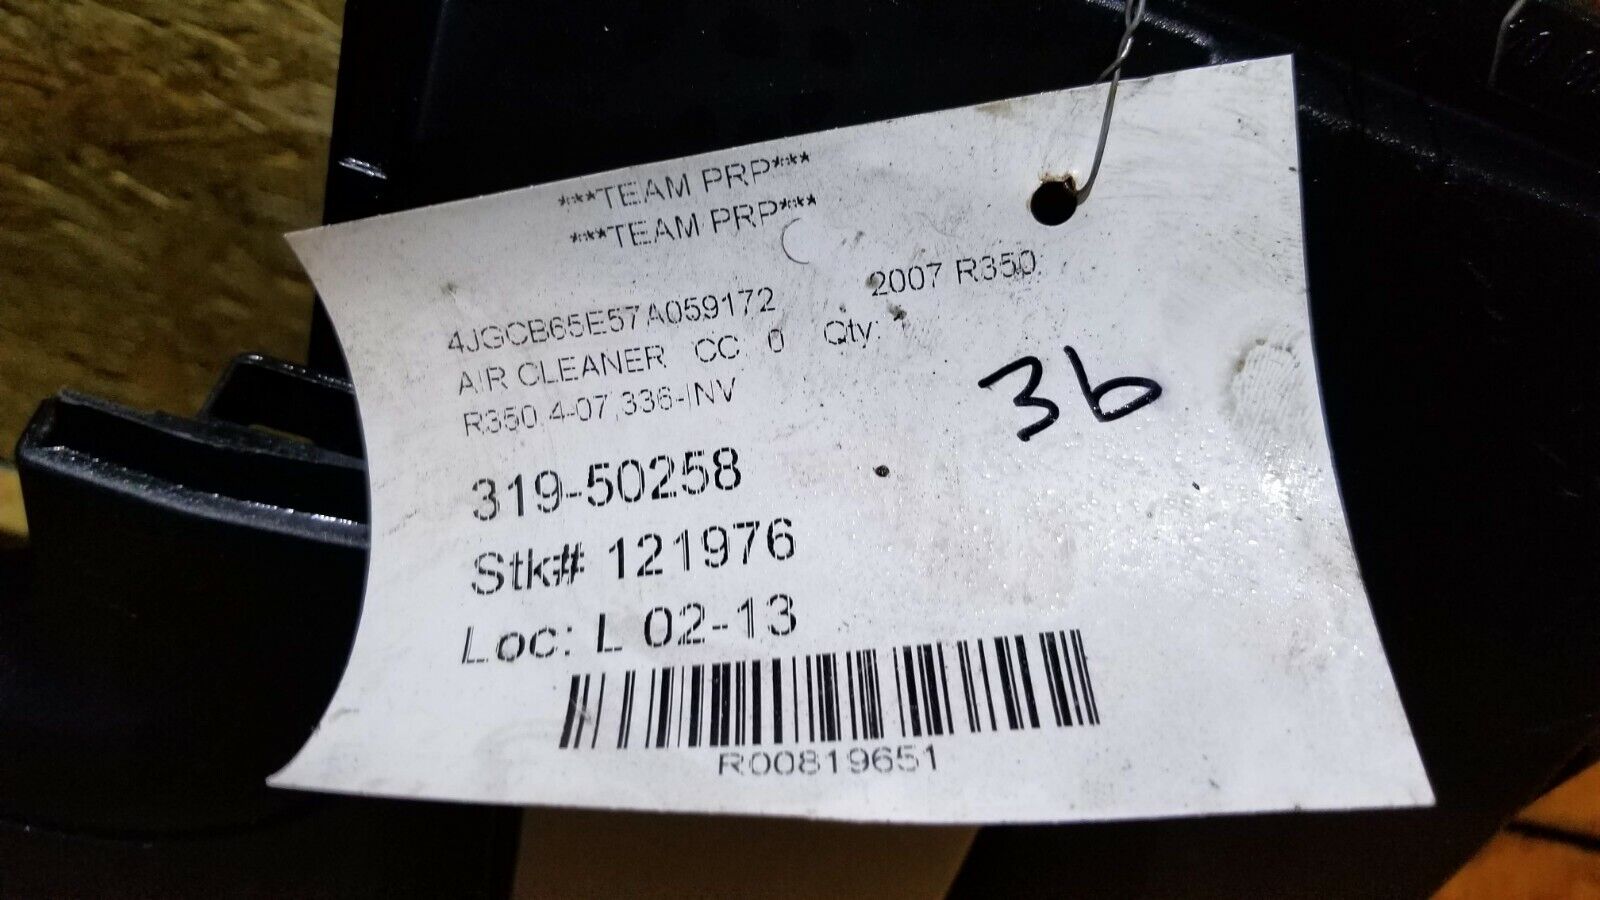 ***TEAM PRP***
***TEAM PRP***
4JGCB65E57A059172 2007 R350
AIR CLEANER CC 0 Qty:
R350,4-07,336-INV
3b
319-50258
Stk# 121976
Loc: L 02-13
R00819651